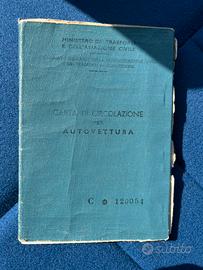 MINISTERO DEI TRASPORTI
E DELL'AVIAZIONE CIVILE
CARTA DI CIRCOLAZIONE
PER
AUTOVETTURA
C 120054
subito